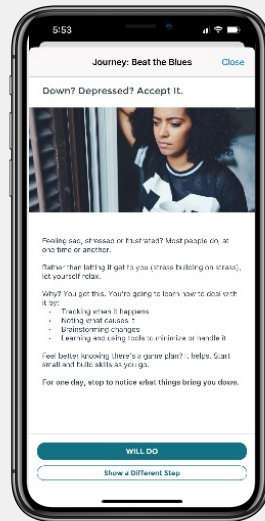 5:53
Journey: Beat the Blues Close
Down? Depressed? Accept It.
Feeling sad, stressed or frustrated? Most people do, at
one time or another.
Rather than letting it get to you (stress building on stress),
let yourself relax.
Why? You got this. You're going to learn how to deal with
it by:
- Tracking when it happens
- Noting what causes it
- Brainstorming changes
- Learning and using tools to minimize or handle it
Feel better knowing there's a game plan? It helps. Start
small and build skills as you go.
For one day, stop to notice what things bring you down.
WILL DO
Show a Different Step